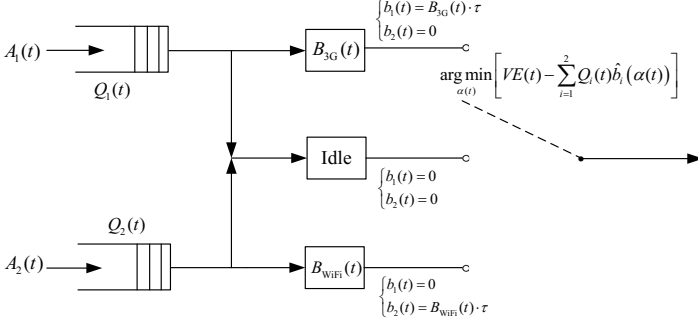 b₁(t) = B₃G(t)·τ
b₂(t) = 0
A₁(t)
B₃G(t)
Q₁(t)
arg min α(t) [VE(t) − ∑ᵢ₌₁² Qᵢ(t)b̂ᵢ(α(t))]
Idle
b₁(t) = 0
b₂(t) = 0
Q₂(t)
A₂(t)
B_WiFi(t)
b₁(t) = 0
b₂(t) = B_WiFi(t)·τ